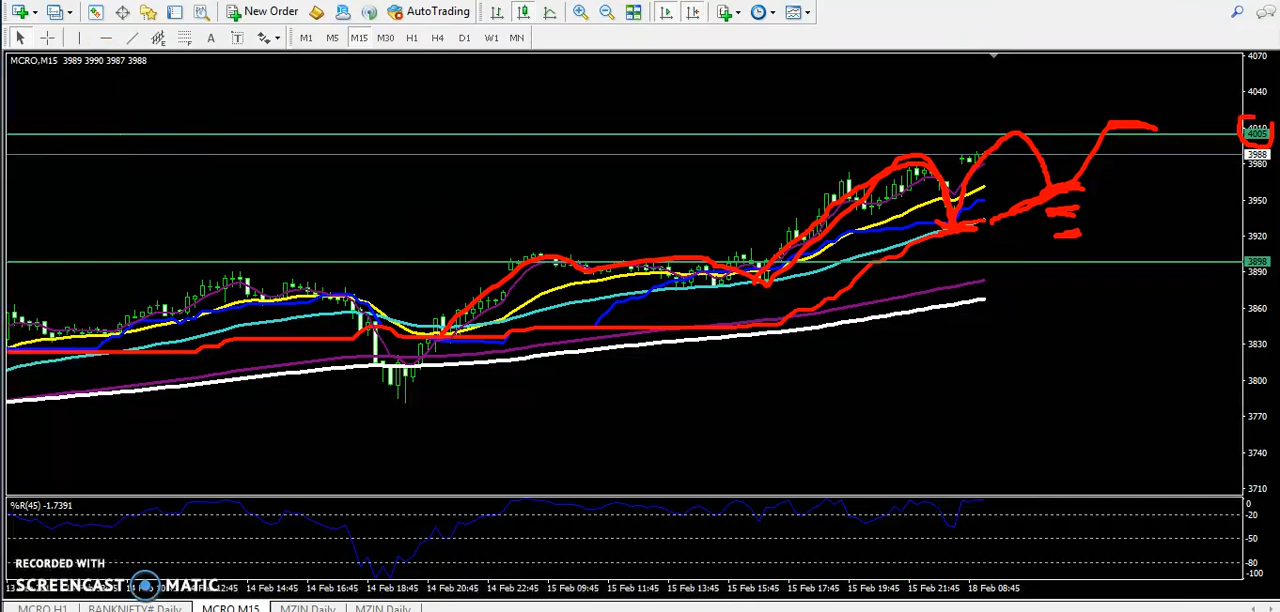 New Order AutoTrading
A T M1 M5 M15 M30 H1 H4 D1 W1 MN
MCRO,M15 3989 3990 3987 3988
4070
4040
4010
4005
3988
3980
3950
3920
3898
3890
3860
3830
3800
3770
3740
3710
%R(45) -1.7391
0
-20
-50
-80
-100
RECORDED WITH
SCREENCAST MATIC
14 Feb 14:45 14 Feb 16:45 14 Feb 18:45 14 Feb 20:45 14 Feb 22:45 15 Feb 09:45 15 Feb 11:45 15 Feb 13:45 15 Feb 15:45 15 Feb 17:45 15 Feb 19:45 15 Feb 21:45 18 Feb 08:45
MCRO H1 BANKNIFTY# Daily MCRO M15 MZIN Daily MZIN Daily